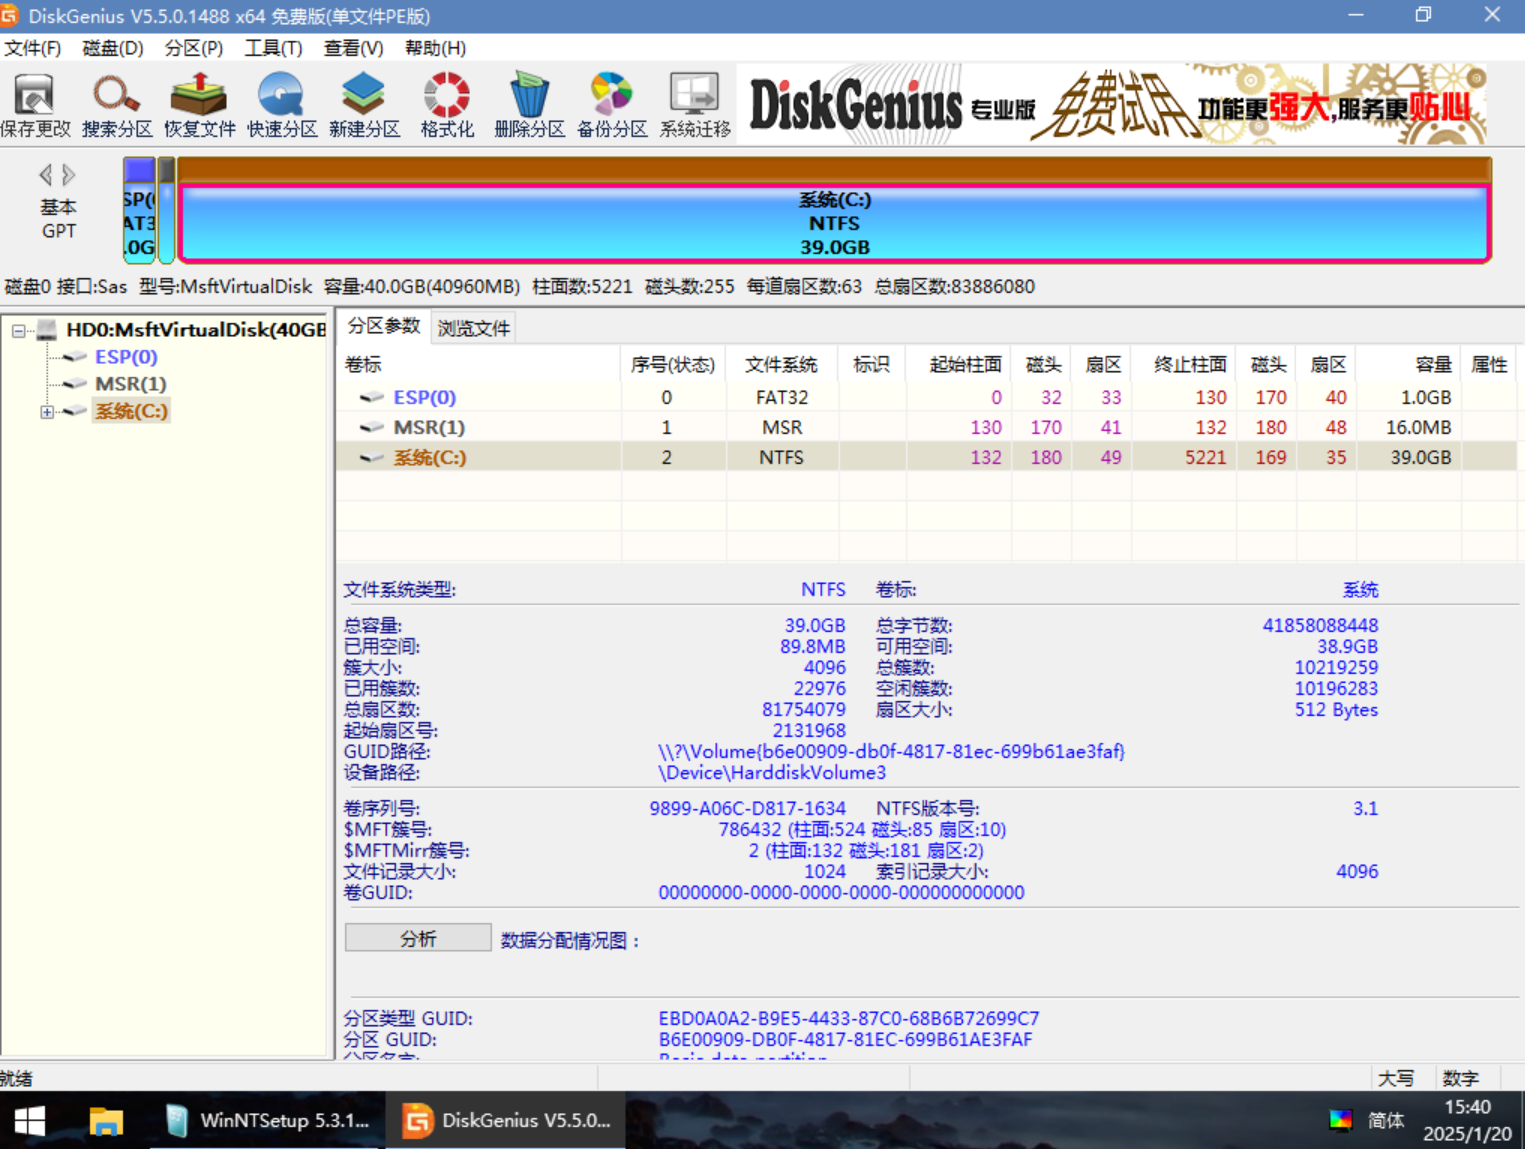 DiskGenius V5.5.0.1488 x64 免费版(单文件PE版)
文件(F) 磁盘(D) 分区(P) 工具(T) 查看(V) 帮助(H)
保存更改 搜索分区 恢复文件 快速分区 新建分区 格式化 删除分区 备份分区 系统迁移
DiskGenius 专业版 免费试用 功能更强大,服务更贴心
基本
GPT
SP(
AT3
.0G
系统(C:)
NTFS
39.0GB
磁盘0 接口:Sas 型号:MsftVirtualDisk 容量:40.0GB(40960MB) 柱面数:5221 磁头数:255 每道扇区数:63 总扇区数:83886080
HD0:MsftVirtualDisk(40GB
ESP(0)
MSR(1)
系统(C:)
分区参数 浏览文件
卷标 序号(状态) 文件系统 标识 起始柱面 磁头 扇区 终止柱面 磁头 扇区 容量 属性
ESP(0) 0 FAT32 0 32 33 130 170 40 1.0GB
MSR(1) 1 MSR 130 170 41 132 180 48 16.0MB
系统(C:) 2 NTFS 132 180 49 5221 169 35 39.0GB
文件系统类型: NTFS 卷标: 系统
总容量: 39.0GB 总字节数: 41858088448
已用空间: 89.8MB 可用空间: 38.9GB
簇大小: 4096 总簇数: 10219259
已用簇数: 22976 空闲簇数: 10196283
总扇区数: 81754079 扇区大小: 512 Bytes
起始扇区号: 2131968
GUID路径: \\?\Volume{b6e00909-db0f-4817-81ec-699b61ae3faf}
设备路径: \Device\HarddiskVolume3
卷序列号: 9899-A06C-D817-1634 NTFS版本号: 3.1
$MFT簇号: 786432 (柱面:524 磁头:85 扇区:10)
$MFTMirr簇号: 2 (柱面:132 磁头:181 扇区:2)
文件记录大小: 1024 索引记录大小: 4096
卷GUID: 00000000-0000-0000-0000-000000000000
分析 数据分配情况图：
分区类型 GUID: EBD0A0A2-B9E5-4433-87C0-68B6B72699C7
分区 GUID: B6E00909-DB0F-4817-81EC-699B61AE3FAF
分区名字: Basic data partition
就绪 大写 数字
WinNTSetup 5.3.1... DiskGenius V5.5.0... 简体 15:40
2025/1/20